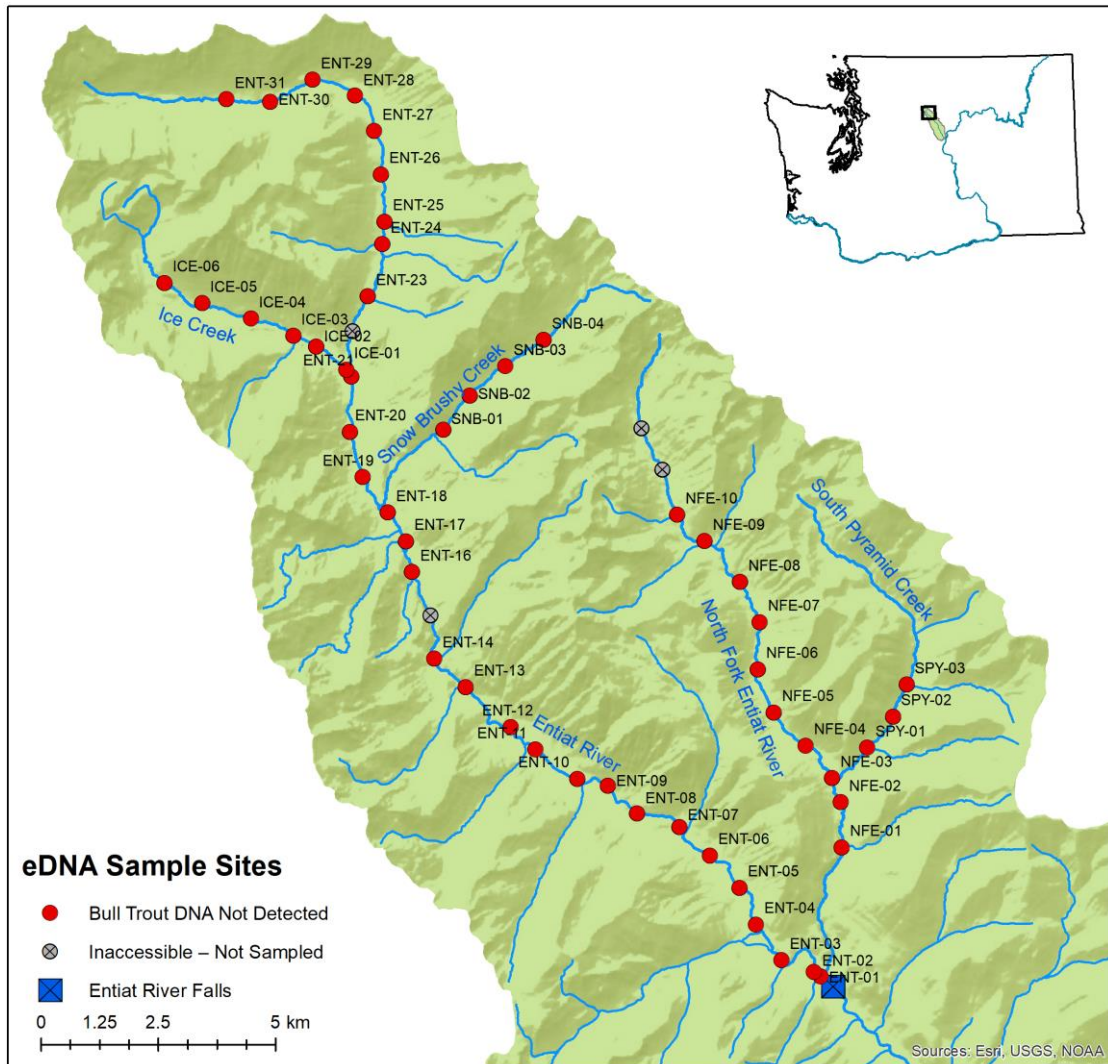 ENT-29
ENT-28
ENT-31
ENT-30
ENT-27
ENT-26
ENT-25
ENT-24
ENT-23
ICE-06
ICE-05
ICE-04
ICE-03
ICE-02
ICE-01
ENT-21
Ice Creek
SNB-04
SNB-03
SNB-02
SNB-01
Snow Brushy Creek
ENT-20
ENT-19
ENT-18
ENT-17
ENT-16
ENT-14
ENT-13
ENT-12
ENT-11
ENT-10
Entiat River
ENT-09
ENT-08
ENT-07
ENT-06
ENT-05
ENT-04
ENT-03
ENT-02
ENT-01
NFE-10
NFE-09
NFE-08
NFE-07
NFE-06
NFE-05
NFE-04
NFE-03
NFE-02
NFE-01
North Fork Entiat River
South Pyramid Creek
SPY-03
SPY-02
SPY-01
eDNA Sample Sites
Bull Trout DNA Not Detected
Inaccessible – Not Sampled
Entiat River Falls
0 1.25 2.5 5 km
Sources: Esri, USGS, NOAA